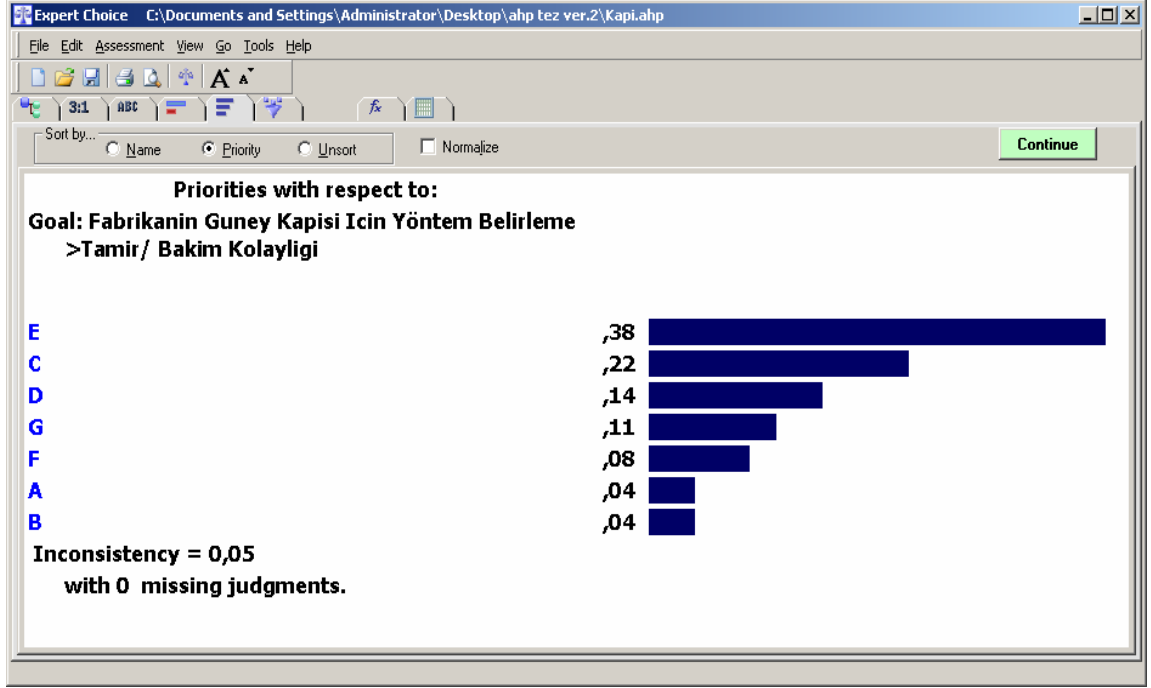 Expert Choice C:\Documents and Settings\Administrator\Desktop\ahp tez ver.2\Kapi.ahp
File Edit Assessment View Go Tools Help
A A
3:1 ABC fx
Sort by... Name Priority Unsort Normalize Continue
Priorities with respect to:
Goal: Fabrikanin Guney Kapisi Icin Yöntem Belirleme
>Tamir/ Bakim Kolayligi
E ,38
C ,22
D ,14
G ,11
F ,08
A ,04
B ,04
Inconsistency = 0,05
with 0 missing judgments.